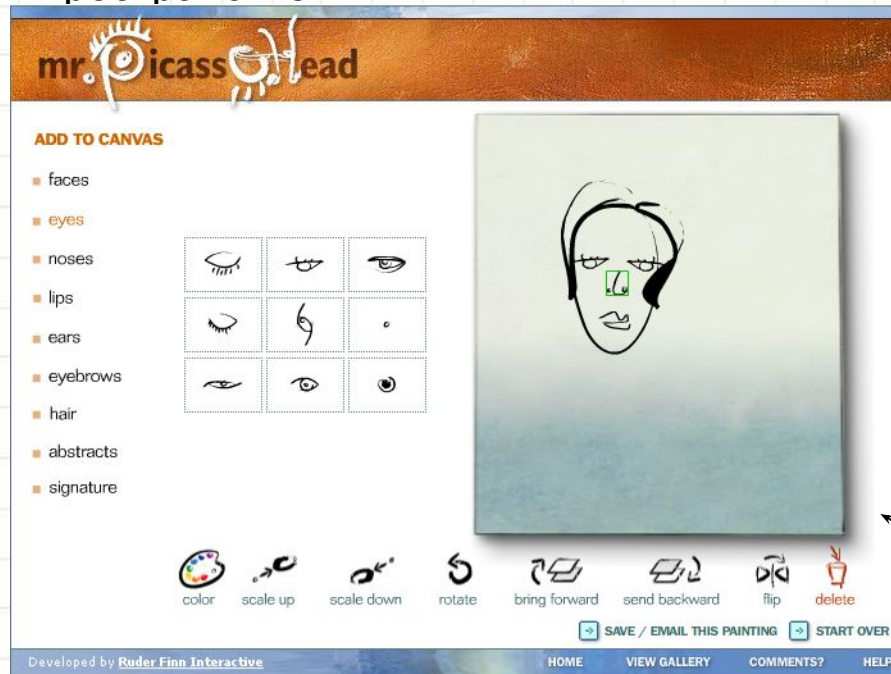 mr. PicassOHead
ADD TO CANVAS
faces
eyes
noses
lips
ears
eyebrows
hair
abstracts
signature
color scale up scale down rotate bring forward send backward flip delete
SAVE / EMAIL THIS PAINTING START OVER
Developed by Ruder Finn Interactive HOME VIEW GALLERY COMMENTS? HELP